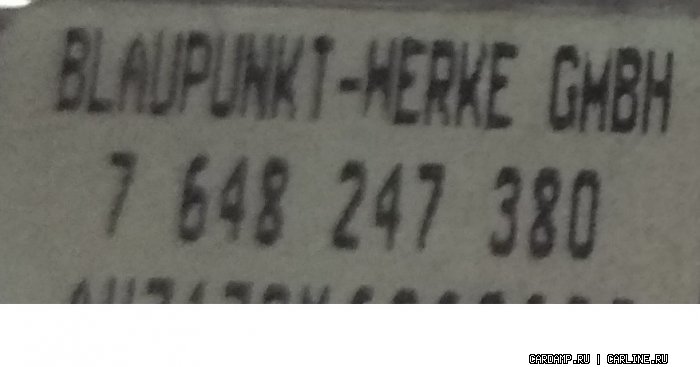 BLAUPUNKT-WERKE GMBH
7 648 247 380
CARDAMP.RU | CARLINE.RU